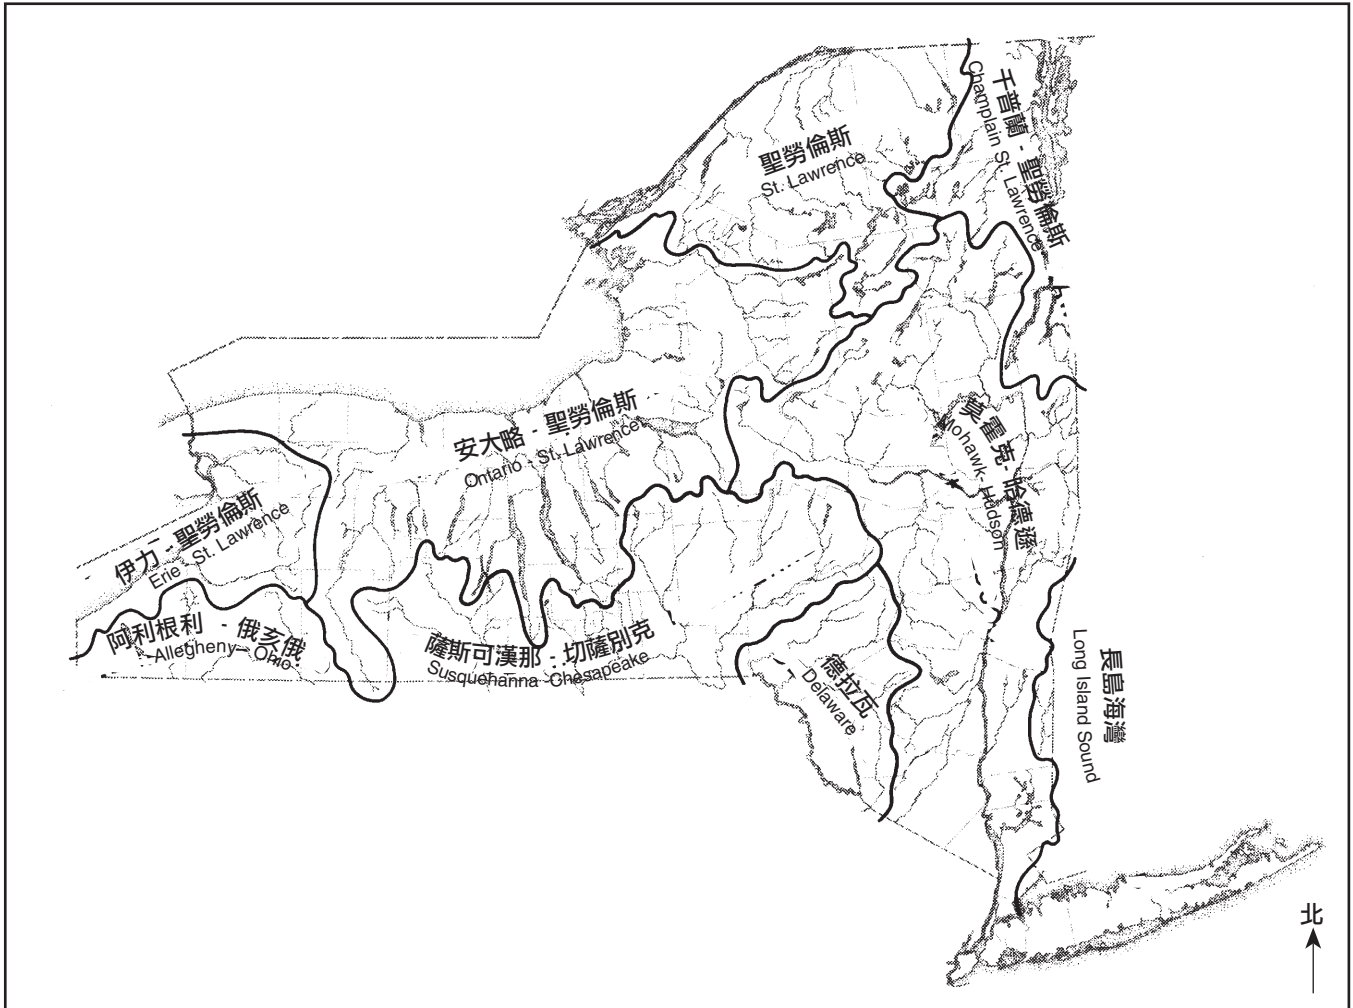 聖勞倫斯
St. Lawrence
千普蘭 - 聖勞倫斯
Champlain St. Lawrence
安大略 - 聖勞倫斯
Ontario - St. Lawrence
莫霍克- 哈德遜
Mohawk- Hudson
伊力 - 聖勞倫斯
Erie - St. Lawrence
阿利根利 - 俄亥俄
Allegheny - Ohio
薩斯可漢那 - 切薩別克
Susquehanna - Chesapeake
德拉瓦
Delaware
長島海灣
Long Island Sound
北